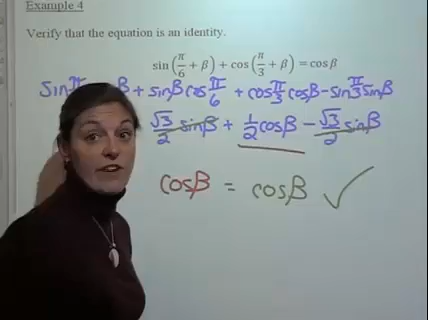 Example 4
Verify that the equation is an identity.
sin (π/6 + β) + cos (π/3 + β) = cosβ
sin π β + sinβ cos π/6 + cos π/3 cosβ - sin π/3 sinβ
√3/2 sinβ + 1/2 cosβ - √3/2 sinβ
cosβ = cosβ ✓